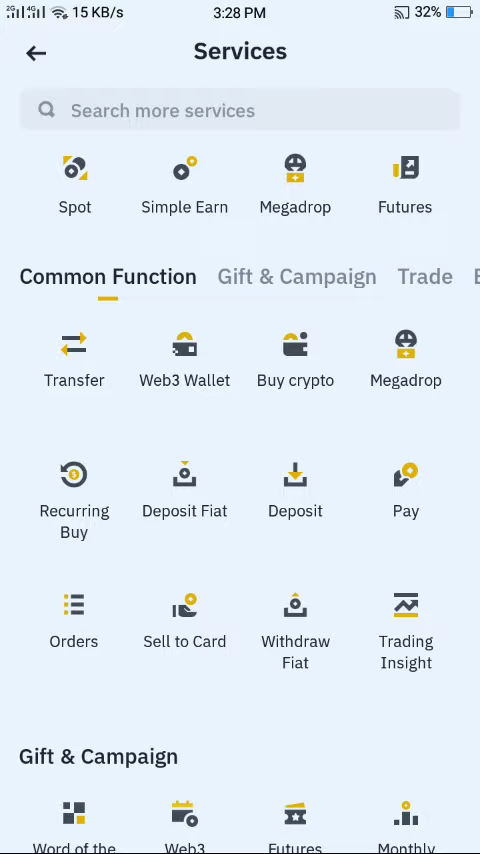 2G 4G 15 KB/s 3:28 PM 32%
Services
Search more services
Spot Simple Earn Megadrop Futures
Common Function Gift & Campaign Trade
Transfer Web3 Wallet Buy crypto Megadrop
Recurring Buy Deposit Fiat Deposit Pay
Orders Sell to Card Withdraw Fiat Trading Insight
Gift & Campaign
Word of the Web3 Futures Monthly